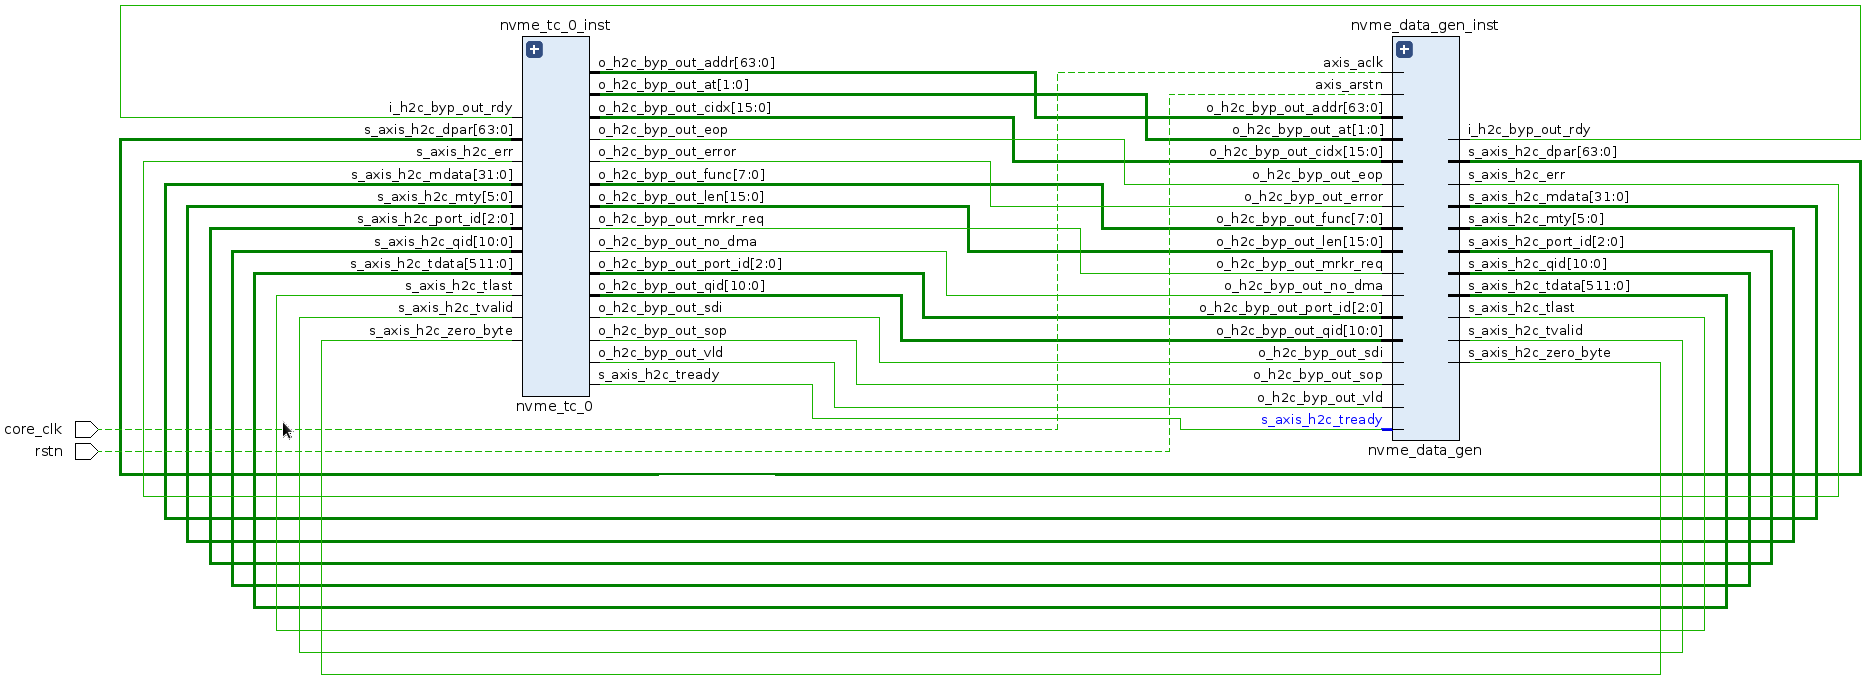 nvme_tc_0_inst
i_h2c_byp_out_rdy
s_axis_h2c_dpar[63:0]
s_axis_h2c_err
s_axis_h2c_mdata[31:0]
s_axis_h2c_mty[5:0]
s_axis_h2c_port_id[2:0]
s_axis_h2c_qid[10:0]
s_axis_h2c_tdata[511:0]
s_axis_h2c_tlast
s_axis_h2c_tvalid
s_axis_h2c_zero_byte
o_h2c_byp_out_addr[63:0]
o_h2c_byp_out_at[1:0]
o_h2c_byp_out_cidx[15:0]
o_h2c_byp_out_eop
o_h2c_byp_out_error
o_h2c_byp_out_func[7:0]
o_h2c_byp_out_len[15:0]
o_h2c_byp_out_mrkr_req
o_h2c_byp_out_no_dma
o_h2c_byp_out_port_id[2:0]
o_h2c_byp_out_qid[10:0]
o_h2c_byp_out_sdi
o_h2c_byp_out_sop
o_h2c_byp_out_vld
s_axis_h2c_tready
nvme_tc_0
core_clk
rstn
nvme_data_gen_inst
axis_aclk
axis_arstn
o_h2c_byp_out_addr[63:0]
o_h2c_byp_out_at[1:0]
o_h2c_byp_out_cidx[15:0]
o_h2c_byp_out_eop
o_h2c_byp_out_error
o_h2c_byp_out_func[7:0]
o_h2c_byp_out_len[15:0]
o_h2c_byp_out_mrkr_req
o_h2c_byp_out_no_dma
o_h2c_byp_out_port_id[2:0]
o_h2c_byp_out_qid[10:0]
o_h2c_byp_out_sdi
o_h2c_byp_out_sop
o_h2c_byp_out_vld
s_axis_h2c_tready
i_h2c_byp_out_rdy
s_axis_h2c_dpar[63:0]
s_axis_h2c_err
s_axis_h2c_mdata[31:0]
s_axis_h2c_mty[5:0]
s_axis_h2c_port_id[2:0]
s_axis_h2c_qid[10:0]
s_axis_h2c_tdata[511:0]
s_axis_h2c_tlast
s_axis_h2c_tvalid
s_axis_h2c_zero_byte
nvme_data_gen